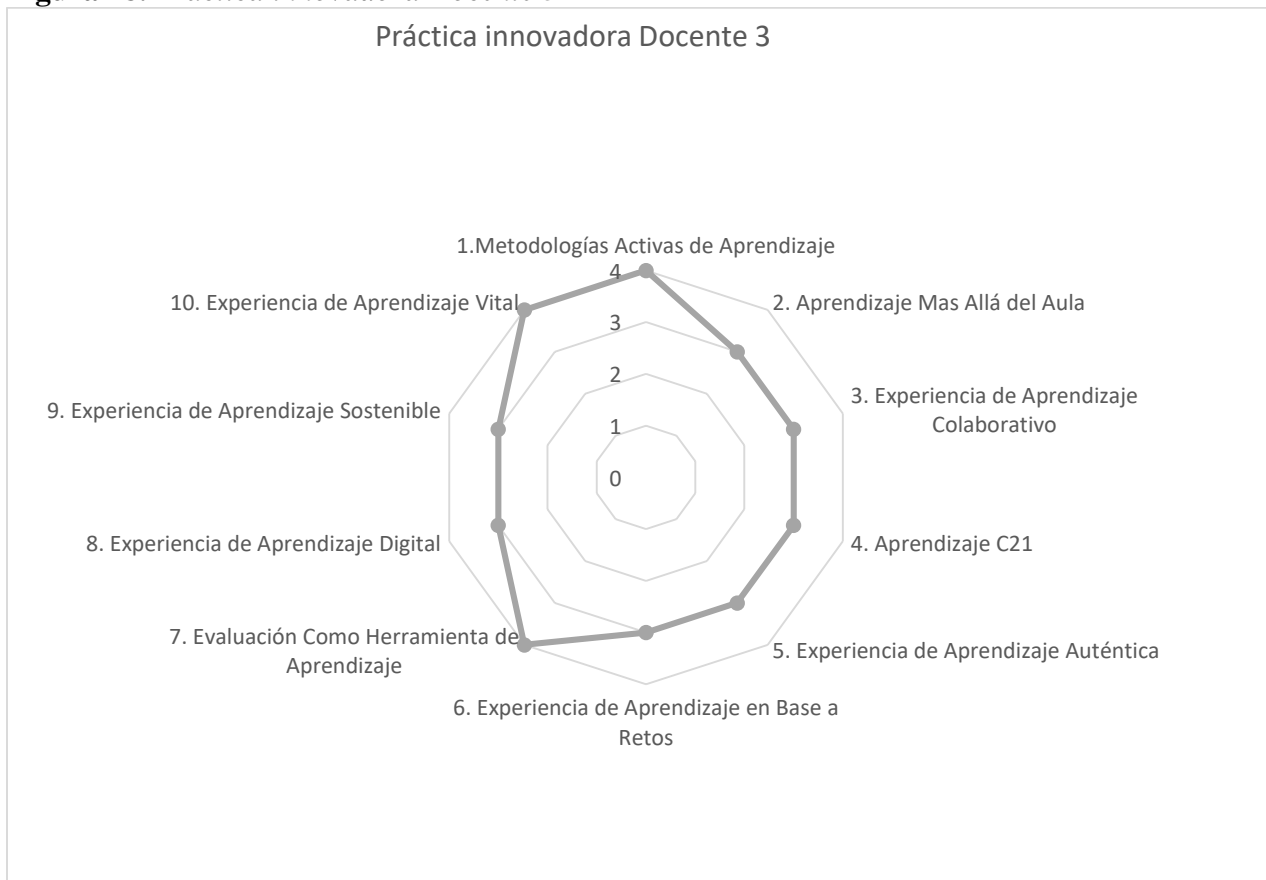 Práctica innovadora Docente 3
1.Metodologías Activas de Aprendizaje
4
10. Experiencia de Aprendizaje Vital
2. Aprendizaje Mas Allá del Aula
3
2
9. Experiencia de Aprendizaje Sostenible
3. Experiencia de Aprendizaje
Colaborativo
1
0
8. Experiencia de Aprendizaje Digital
4. Aprendizaje C21
7. Evaluación Como Herramienta de
Aprendizaje
5. Experiencia de Aprendizaje Auténtica
6. Experiencia de Aprendizaje en Base a
Retos